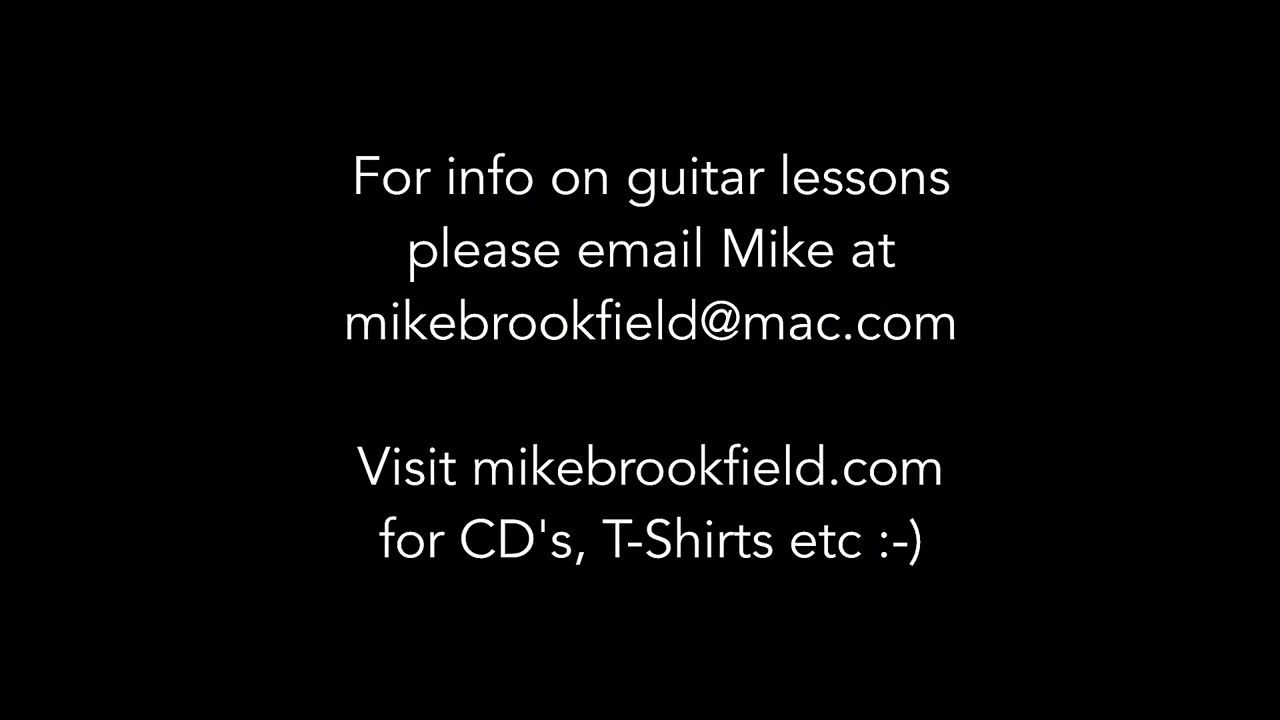 For info on guitar lessons
please email Mike at
mikebrookfield@mac.com
Visit mikebrookfield.com
for CD's, T-Shirts etc :-)